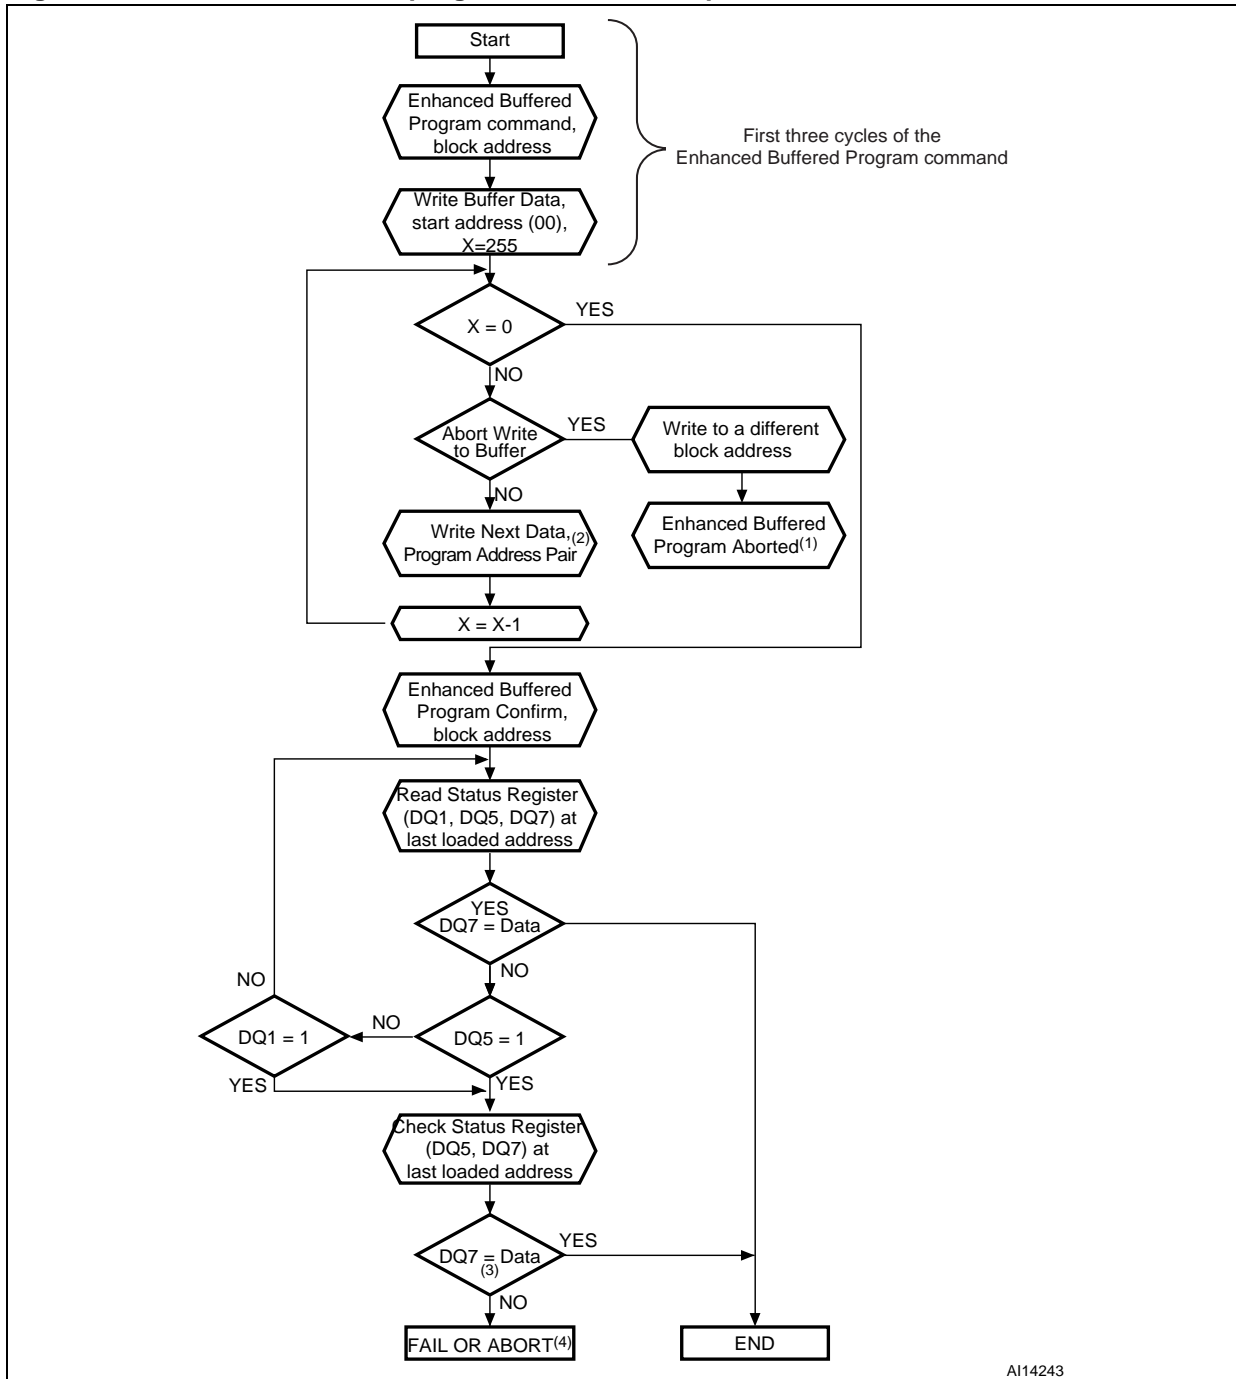 Start
Enhanced Buffered
Program command,
block address
First three cycles of the
Enhanced Buffered Program command
Write Buffer Data,
start address (00),
X=255
X = 0
YES
NO
Abort Write
to Buffer
YES
Write to a different
block address
NO
Write Next Data,(2)
Program Address Pair
Enhanced Buffered
Program Aborted(1)
X = X-1
Enhanced Buffered
Program Confirm,
block address
Read Status Register
(DQ1, DQ5, DQ7) at
last loaded address
YES
DQ7 = Data
NO
NO
DQ1 = 1
NO
DQ5 = 1
YES
YES
Check Status Register
(DQ5, DQ7) at
last loaded address
DQ7 = Data
(3)
YES
NO
FAIL OR ABORT(4)
END
AI14243